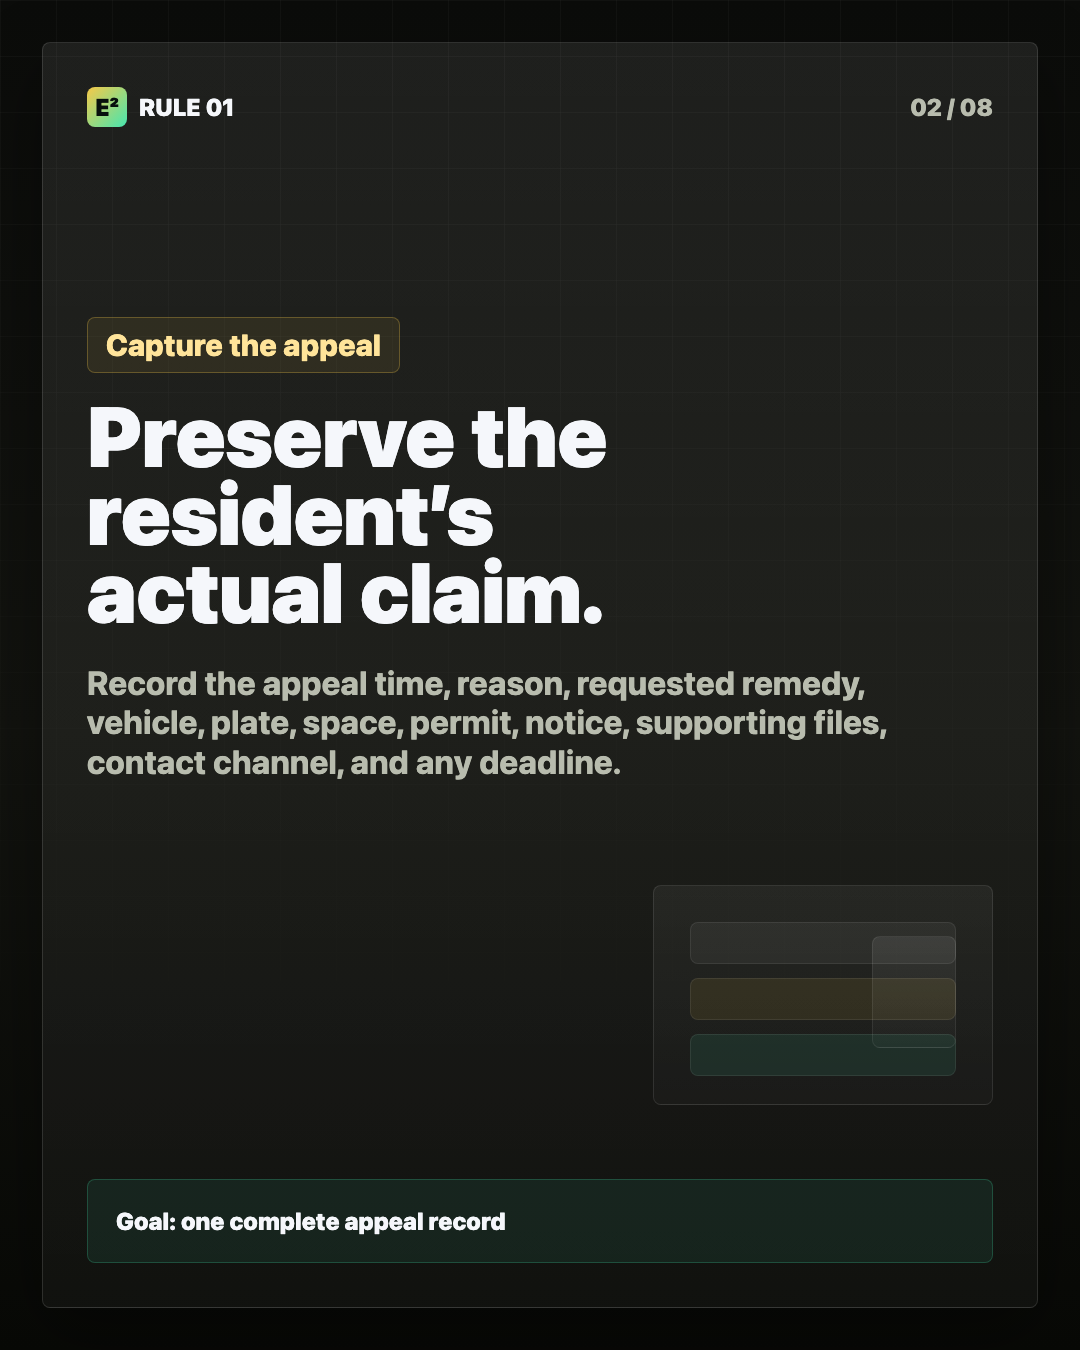 E² RULE 01
02 / 08
Capture the appeal
Preserve the
resident’s
actual claim.
Record the appeal time, reason, requested remedy,
vehicle, plate, space, permit, notice, supporting files,
contact channel, and any deadline.
Goal: one complete appeal record